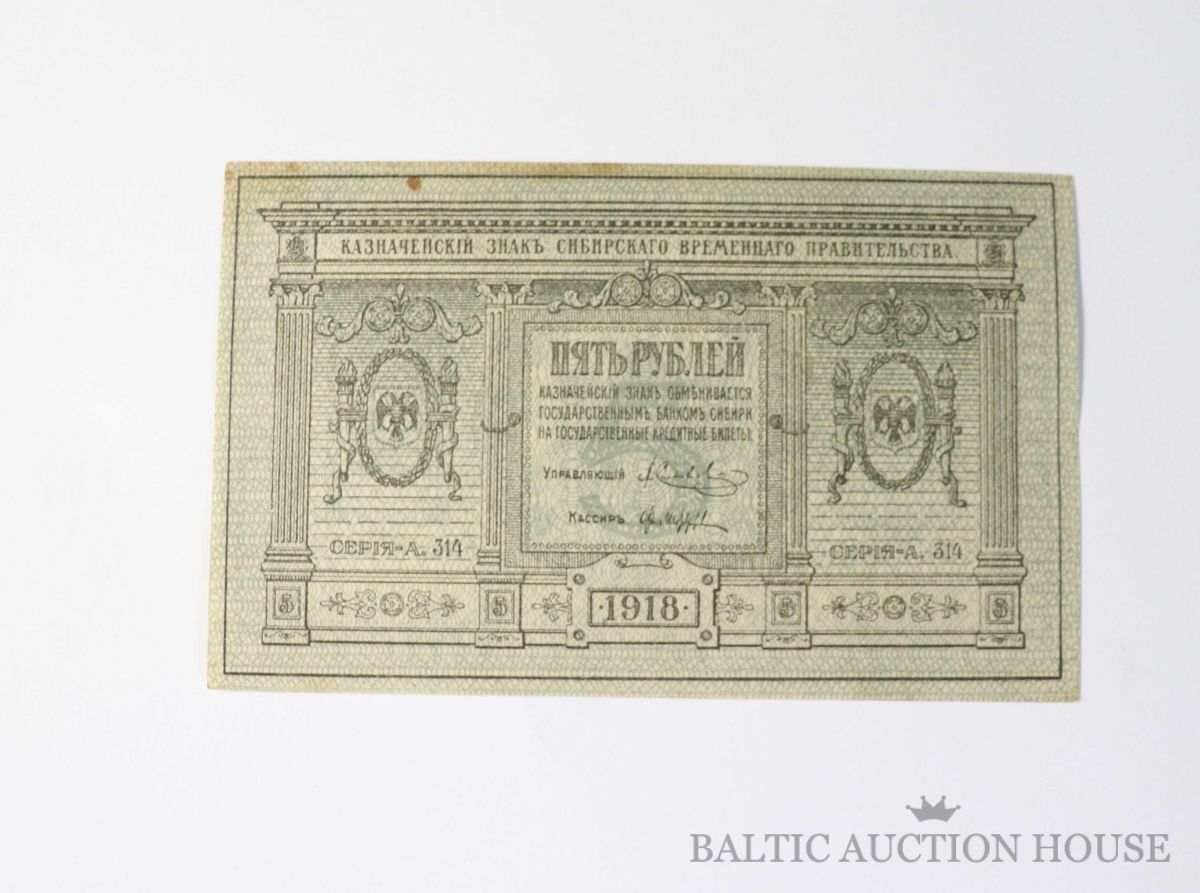 КАЗНАЧЕЙСКІЙ ЗНАКЪ СИБИРСКАГО ВРЕМЕННАГО ПРАВИТЕЛЬСТВА.
ПЯТЬ РУБЛЕЙ
КАЗНАЧЕЙСКІЙ ЗНАКЪ ОБМѢНИВАЕТСЯ
ГОСУДАРСТВЕННЫМЪ БАНКОМЪ СИБИРИ
НА ГОСУДАРСТВЕННЫЕ КРЕДИТНЫЕ БИЛЕТЫ.
УПРАВЛЯЮЩІЙ
КАССИРЪ
СЕРІЯ-А. 314 СЕРІЯ-А. 314
5 5 ·1918· 5 5
BALTIC AUCTION HOUSE